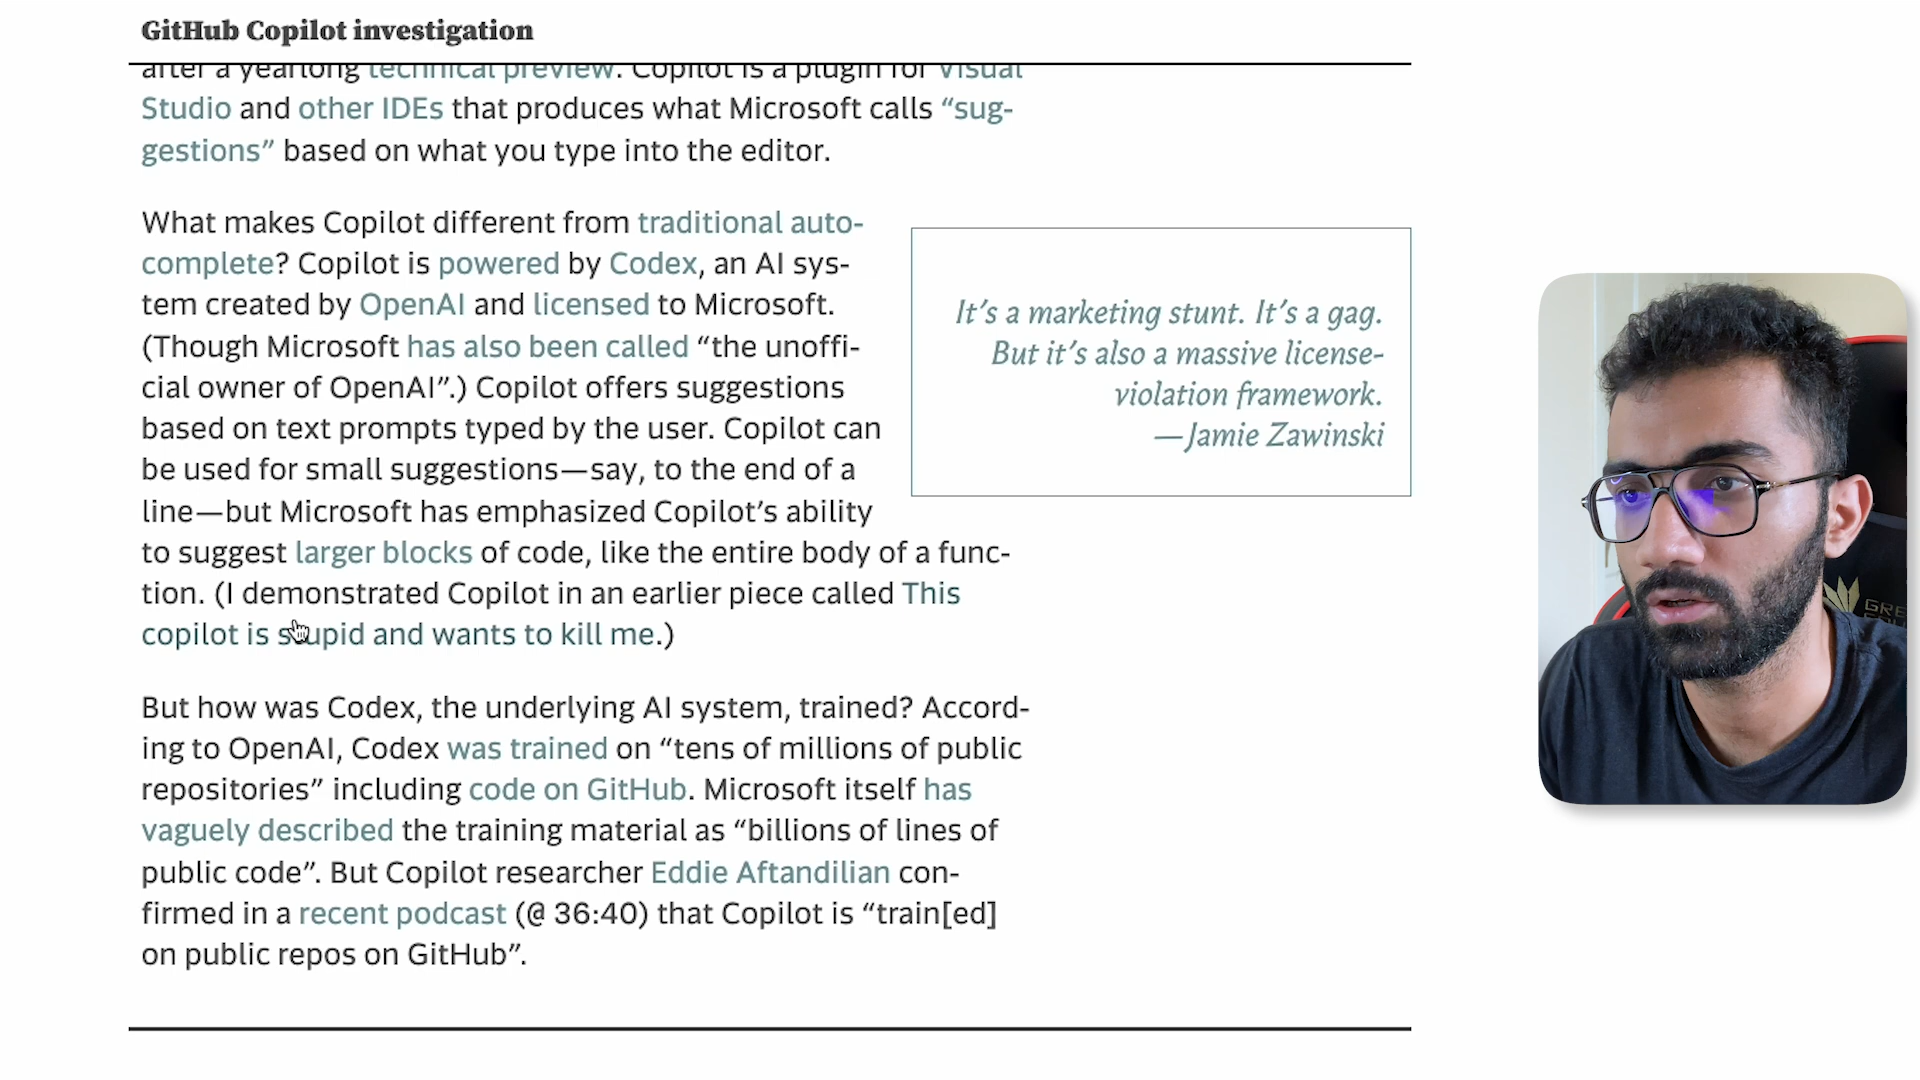 GitHub Copilot investigation
after a yearlong technical preview. Copilot is a plugin for Visual
Studio and other IDEs that produces what Microsoft calls “sug-
gestions” based on what you type into the editor.
What makes Copilot different from traditional auto-
complete? Copilot is powered by Codex, an AI sys-
tem created by OpenAI and licensed to Microsoft.
(Though Microsoft has also been called “the unoffi-
cial owner of OpenAI”.) Copilot offers suggestions
based on text prompts typed by the user. Copilot can
be used for small suggestions—say, to the end of a
line—but Microsoft has emphasized Copilot’s ability
to suggest larger blocks of code, like the entire body of a func-
tion. (I demonstrated Copilot in an earlier piece called This
copilot is stupid and wants to kill me.)
It’s a marketing stunt. It’s a gag.
But it’s also a massive license-
violation framework.
—Jamie Zawinski
But how was Codex, the underlying AI system, trained? Accord-
ing to OpenAI, Codex was trained on “tens of millions of public
repositories” including code on GitHub. Microsoft itself has
vaguely described the training material as “billions of lines of
public code”. But Copilot researcher Eddie Aftandilian con-
firmed in a recent podcast (@ 36:40) that Copilot is “train[ed]
on public repos on GitHub”.